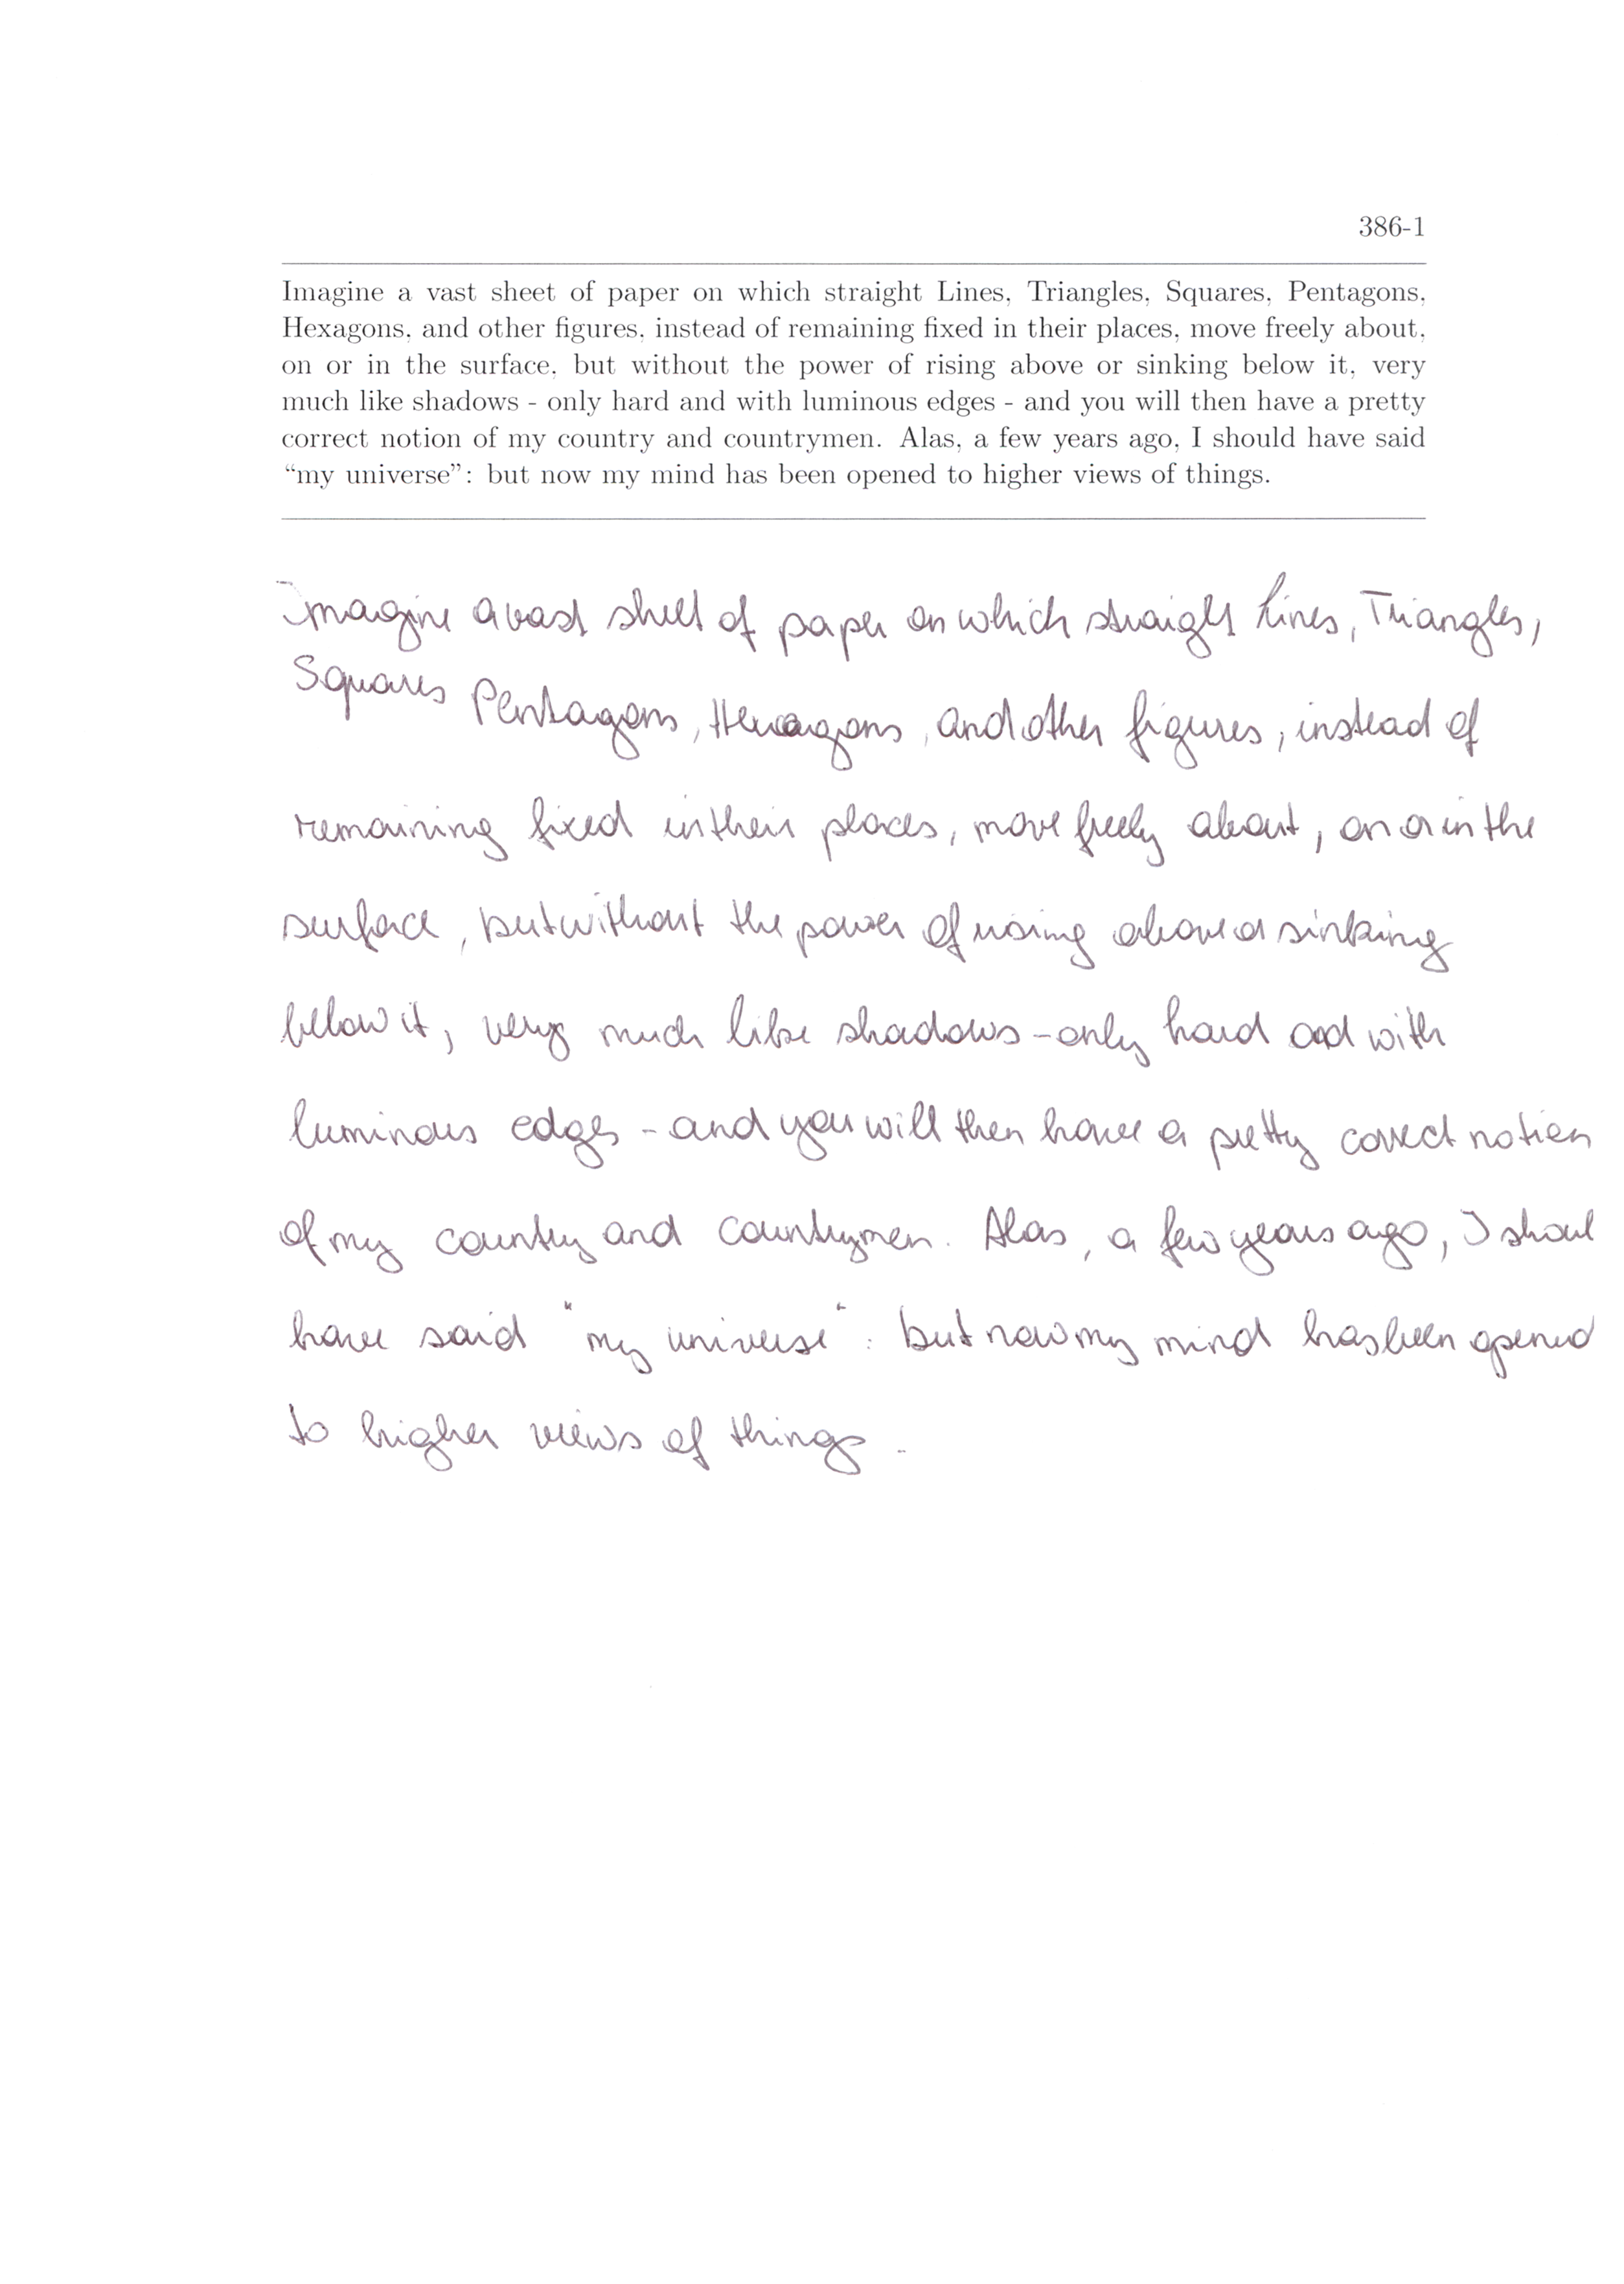 386-1
Imagine a vast sheet of paper on which straight Lines, Triangles, Squares, Pentagons,
Hexagons, and other figures, instead of remaining fixed in their places, move freely about,
on or in the surface, but without the power of rising above or sinking below it, very
much like shadows - only hard and with luminous edges - and you will then have a pretty
correct notion of my country and countrymen. Alas, a few years ago, I should have said
“my universe”: but now my mind has been opened to higher views of things.
Imagine a vast sheet of paper on which straight Lines, Triangles,
Squares Pentagons, Hexagons, and other figures, instead of
remaining fixed in their places, move freely about, on or in the
surface, but without the power of rising above or sinking
below it, very much like shadows - only hard and with
luminous edges - and you will then have a pretty correct notion
of my country and countrymen. Alas, a few years ago, I shoul
have said "my universe": but now my mind has been opened
to higher views of things.